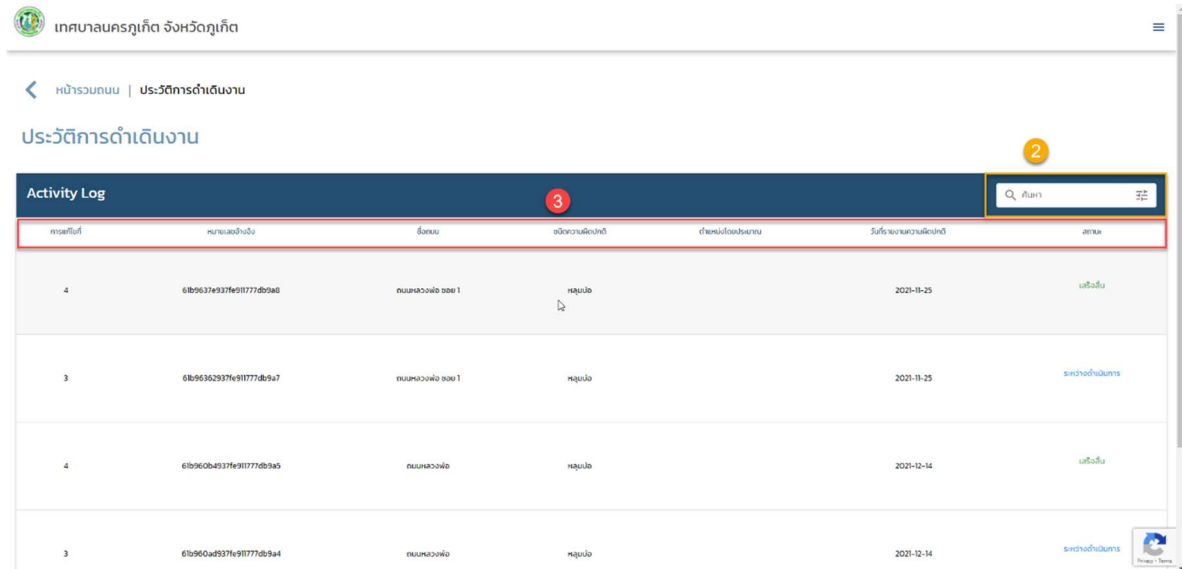 เทศบาลนครภูเก็ต จังหวัดภูเก็ต
หน้ารวมถนน | ประวัติการดำเดินงาน
ประวัติการดำเดินงาน
2
Activity Log
3
ค้นหา
การแก้ไขที่ หมายเลขอ้างอิง ชื่อถนน ชนิดความผิดปกติ ตำแหน่งโดยประมาณ วันที่รายงานความผิดปกติ สถานะ
4 61b9637e937fe911777db9a8 ถนนหลวงพ่อ ซอย 1 หลุมบ่อ 2021-11-25 เสร็จสิ้น
3 61b96362937fe911777db9a7 ถนนหลวงพ่อ ซอย 1 หลุมบ่อ 2021-11-25 ระหว่างดำเนินการ
4 61b960b4937fe911777db9a5 ถนนหลวงพ่อ หลุมบ่อ 2021-12-14 เสร็จสิ้น
3 61b960ad937fe911777db9a4 ถนนหลวงพ่อ หลุมบ่อ 2021-12-14 ระหว่างดำเนินการ
Privacy - Terms